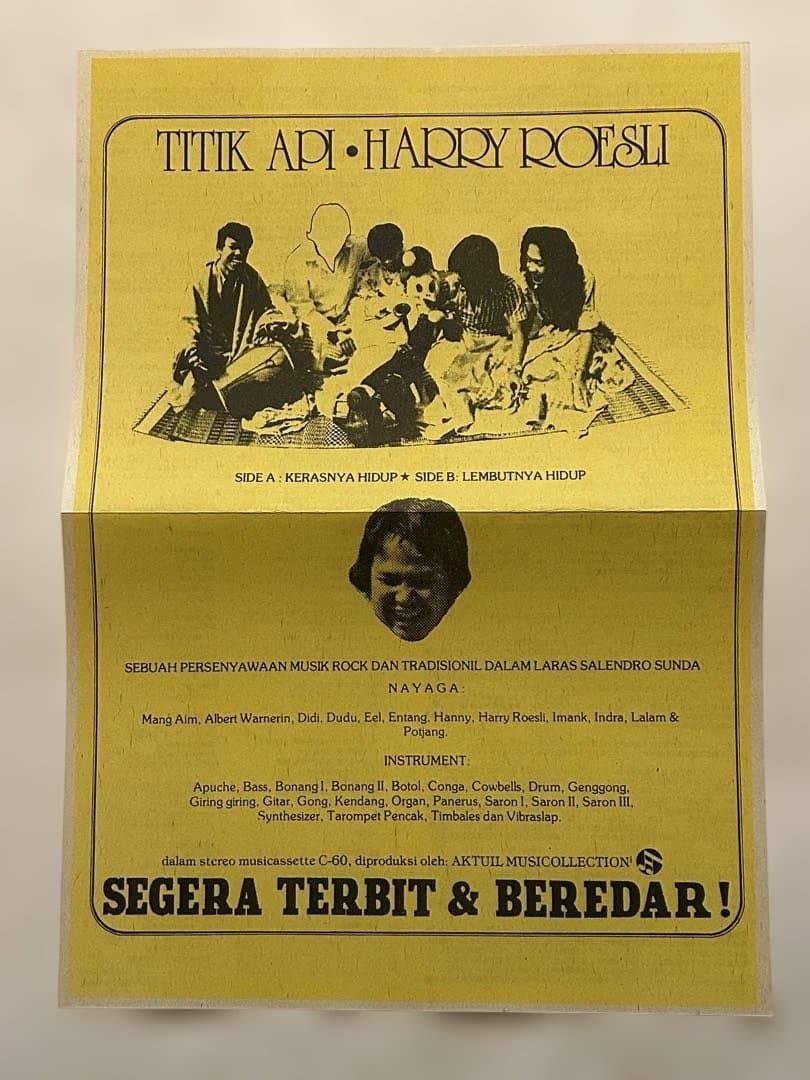 TITIK API • HARRY ROESLI
SIDE A : KERASNYA HIDUP ★ SIDE B: LEMBUTNYA HIDUP
SEBUAH PERSENYAWAAN MUSIK ROCK DAN TRADISIONIL DALAM LARAS SALENDRO SUNDA
NAYAGA :
Mang Aim, Albert Warnerin, Didi, Dudu, Eel, Entang, Hanny, Harry Roesli, Imank, Indra, Lalam &
Potjang.
INSTRUMENT:
Apuche, Bass, Bonang I, Bonang II, Botol, Conga, Cowbells, Drum, Genggong,
Giring giring, Gitar, Gong, Kendang, Organ, Panerus, Saron I, Saron II, Saron III,
Synthesizer, Tarompet Pencak, Timbales dan Vibraslap.
dalam stereo musicassette C-60, diproduksi oleh: AKTUIL MUSICOLLECTION
SEGERA TERBIT & BEREDAR !